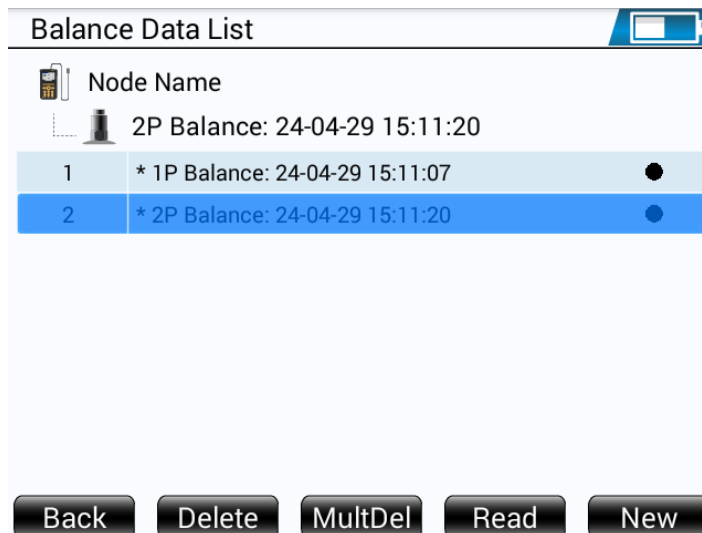 Balance Data List
Node Name
2P Balance: 24-04-29 15:11:20
1 * 1P Balance: 24-04-29 15:11:07
2 * 2P Balance: 24-04-29 15:11:20
Back Delete MultDel Read New